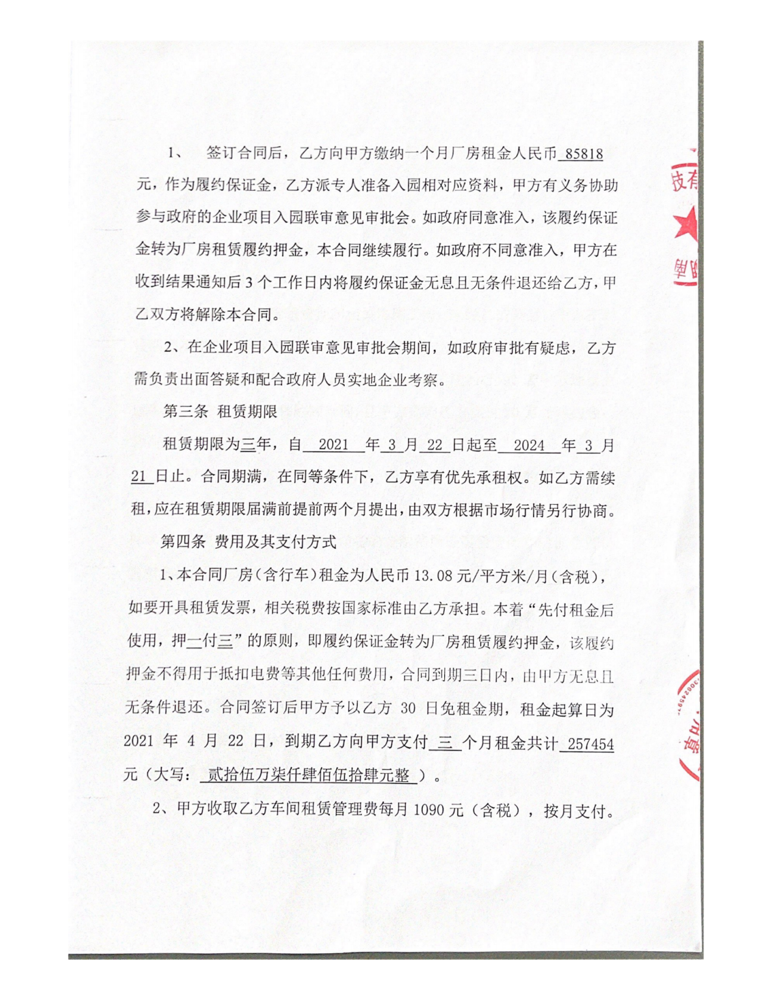 1、 签订合同后，乙方向甲方缴纳一个月厂房租金人民币 85818
元，作为履约保证金，乙方派专人准备入园相对应资料，甲方有义务协助
参与政府的企业项目入园联审意见审批会。如政府同意准入，该履约保证
金转为厂房租赁履约押金，本合同继续履行。如政府不同意准入，甲方在
收到结果通知后 3 个工作日内将履约保证金无息且无条件退还给乙方，甲
乙双方将解除本合同。
2、在企业项目入园联审意见审批会期间，如政府审批有疑虑，乙方
需负责出面答疑和配合政府人员实地企业考察。
第三条 租赁期限
租赁期限为三年，自 2021 年 3 月 22 日起至 2024 年 3 月
21 日止。合同期满，在同等条件下，乙方享有优先承租权。如乙方需续
租，应在租赁期限届满前提前两个月提出，由双方根据市场行情另行协商。
第四条 费用及其支付方式
1、本合同厂房（含行车）租金为人民币 13.08 元/平方米/月（含税），
如要开具租赁发票，相关税费按国家标准由乙方承担。本着“先付租金后
使用，押一付三”的原则，即履约保证金转为厂房租赁履约押金，该履约
押金不得用于抵扣电费等其他任何费用，合同到期三日内，由甲方无息且
无条件退还。合同签订后甲方予以乙方 30 日免租金期，租金起算日为
2021 年 4 月 22 日，到期乙方向甲方支付 三 个月租金共计 257454
元（大写： 贰拾伍万柒仟肆佰伍拾肆元整 ）。
2、甲方收取乙方车间租赁管理费每月 1090 元（含税），按月支付。
技有
南
章